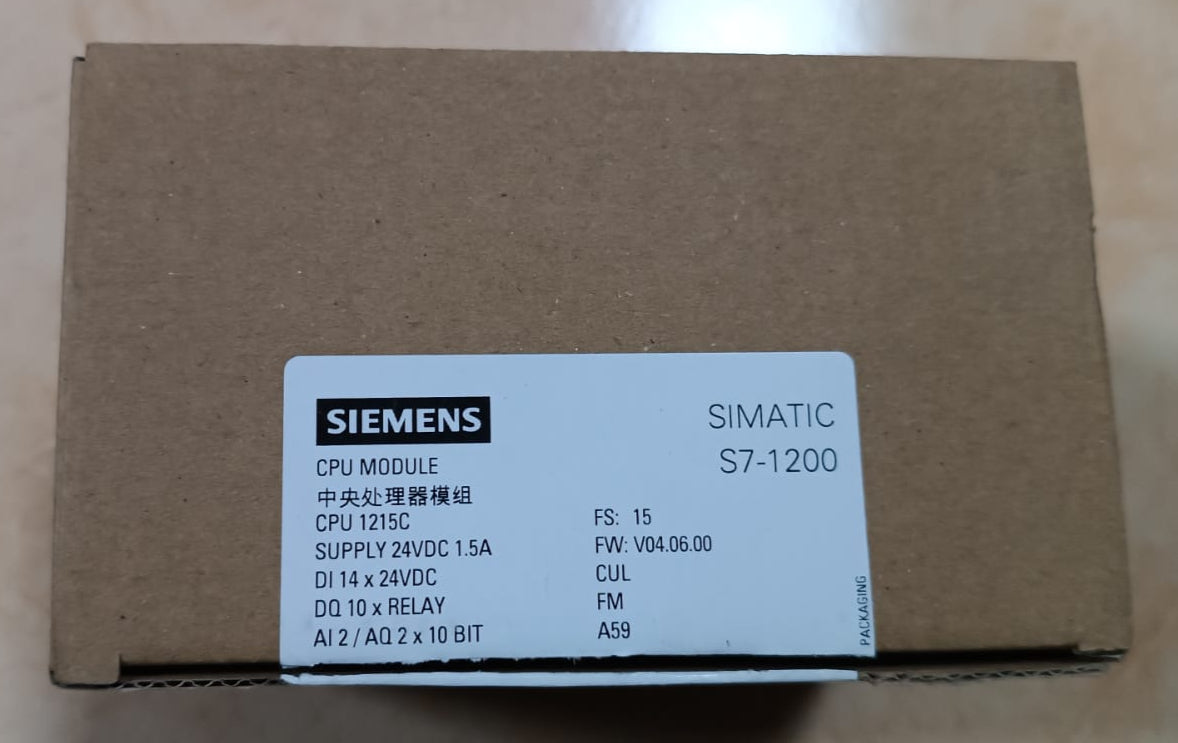 SIEMENS
SIMATIC
S7-1200
CPU MODULE
中央处理器模组
CPU 1215C
SUPPLY 24VDC 1.5A
DI 14 x 24VDC
DQ 10 x RELAY
AI 2 / AQ 2 x 10 BIT
FS: 15
FW: V04.06.00
CUL
FM
A59
PACKAGING